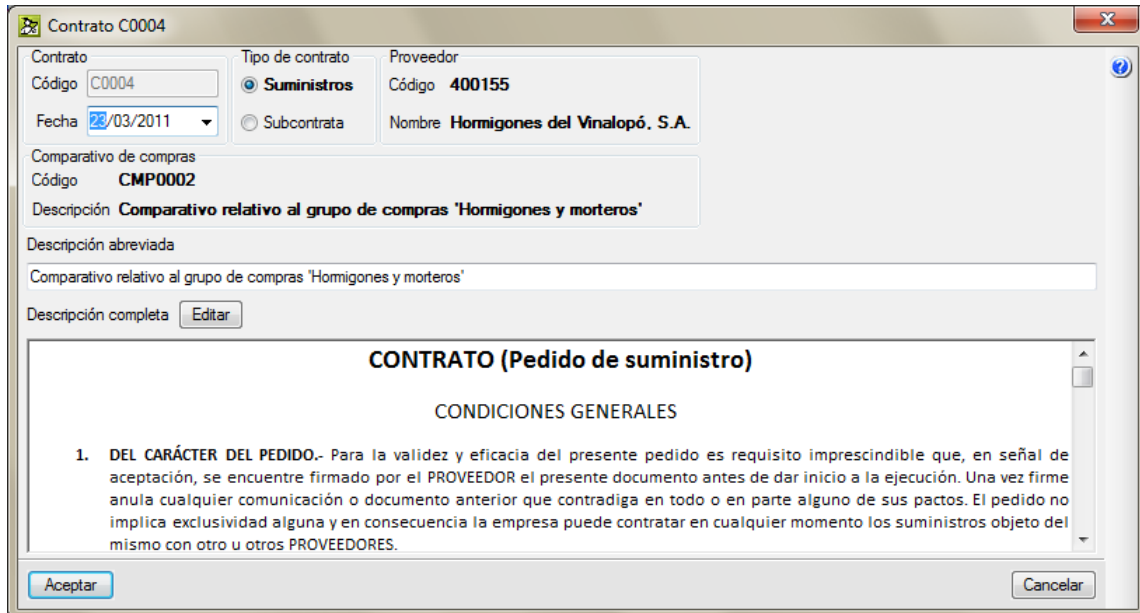 Contrato C0004
Contrato
Código C0004
Fecha 23/03/2011
Tipo de contrato
Suministros
Subcontrata
Proveedor
Código 400155
Nombre Hormigones del Vinalopó, S.A.
Comparativo de compras
Código CMP0002
Descripción Comparativo relativo al grupo de compras 'Hormigones y morteros'
Descripción abreviada
Comparativo relativo al grupo de compras 'Hormigones y morteros'
Descripción completa Editar
CONTRATO (Pedido de suministro)
CONDICIONES GENERALES
1. DEL CARÁCTER DEL PEDIDO.- Para la validez y eficacia del presente pedido es requisito imprescindible que, en señal de
aceptación, se encuentre firmado por el PROVEEDOR el presente documento antes de dar inicio a la ejecución. Una vez firme
anula cualquier comunicación o documento anterior que contradiga en todo o en parte alguno de sus pactos. El pedido no
implica exclusividad alguna y en consecuencia la empresa puede contratar en cualquier momento los suministros objeto del
mismo con otro u otros PROVEEDORES.
Aceptar
Cancelar